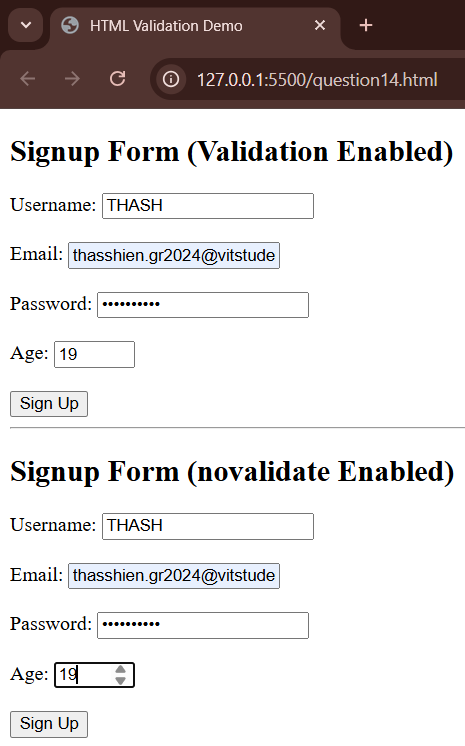 HTML Validation Demo
127.0.0.1:5500/question14.html
Signup Form (Validation Enabled)
Username: THASH
Email: thasshien.gr2024@vitstude
Password: ••••••••••
Age: 19
Sign Up
Signup Form (novalidate Enabled)
Username: THASH
Email: thasshien.gr2024@vitstude
Password: ••••••••••
Age: 19
Sign Up